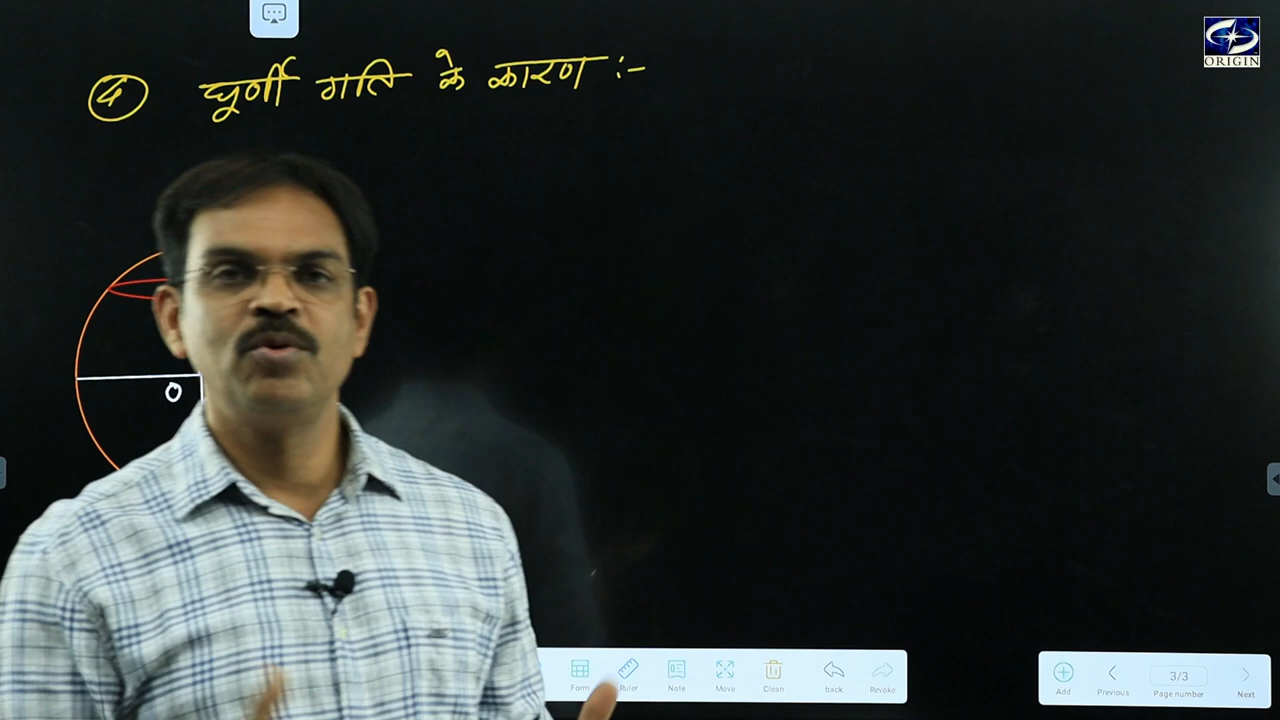 ④ घूर्णी गति के कारण :-
ORIGIN
O
Form Ruler Note Move Clean back Revoke
Add Previous 3/3 Page number Next